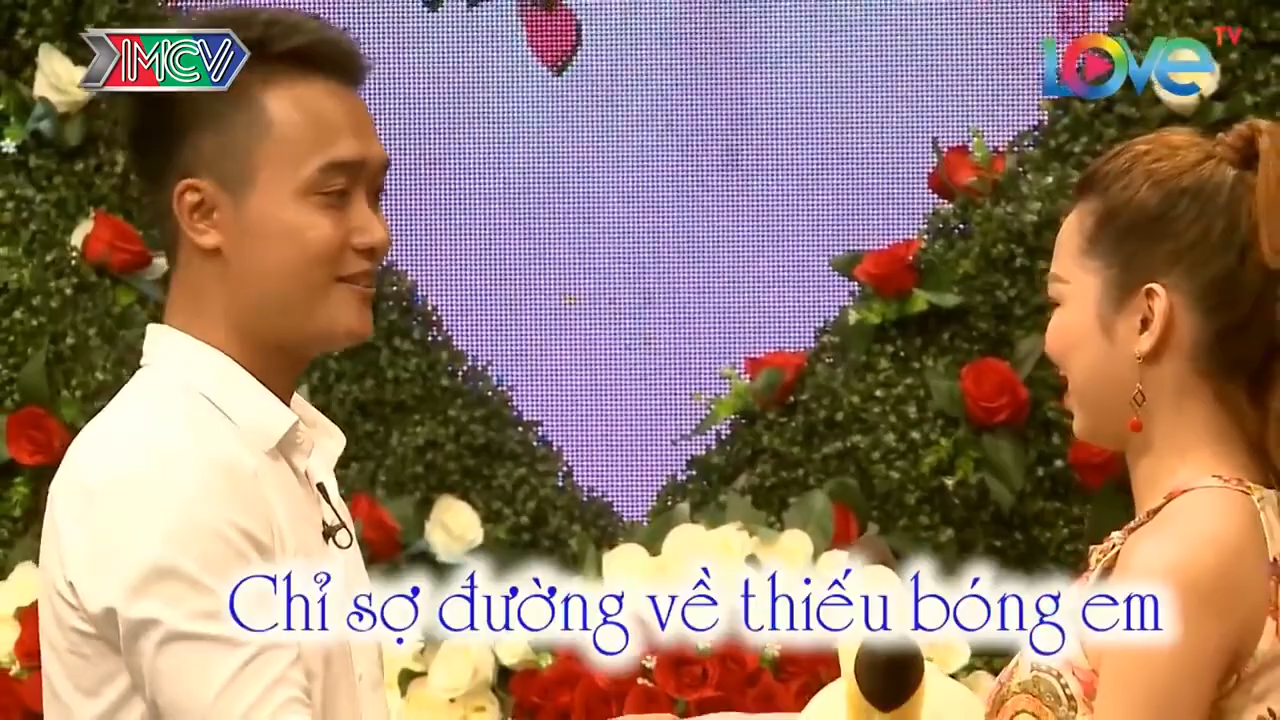 MCV
LOVE TV
Chỉ sợ đường về thiếu bóng em